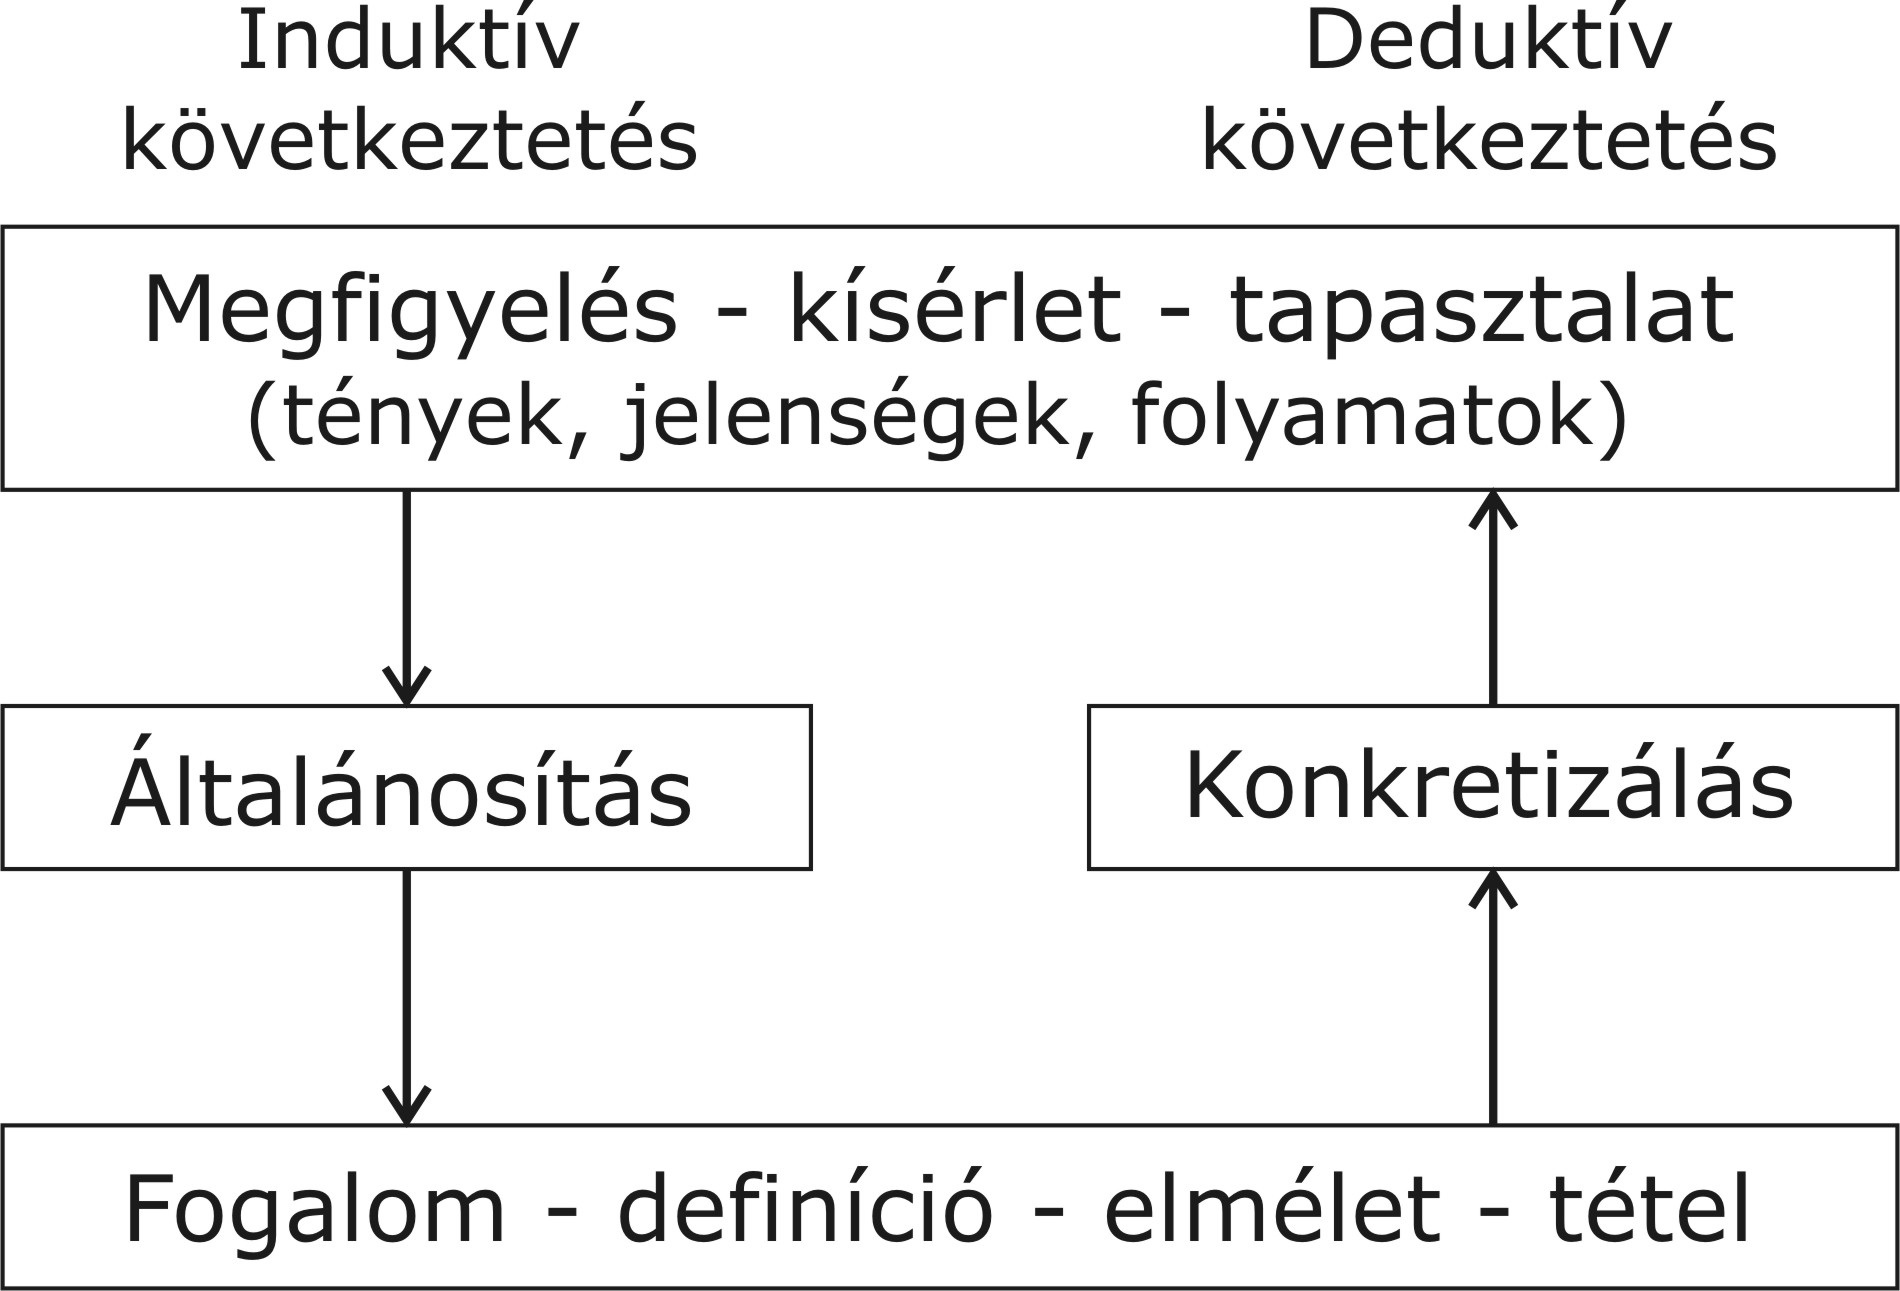 Induktív
következtetés
Deduktív
következtetés
Megfigyelés - kísérlet - tapasztalat
(tények, jelenségek, folyamatok)
Általánosítás
Konkretizálás
Fogalom - definíció - elmélet - tétel